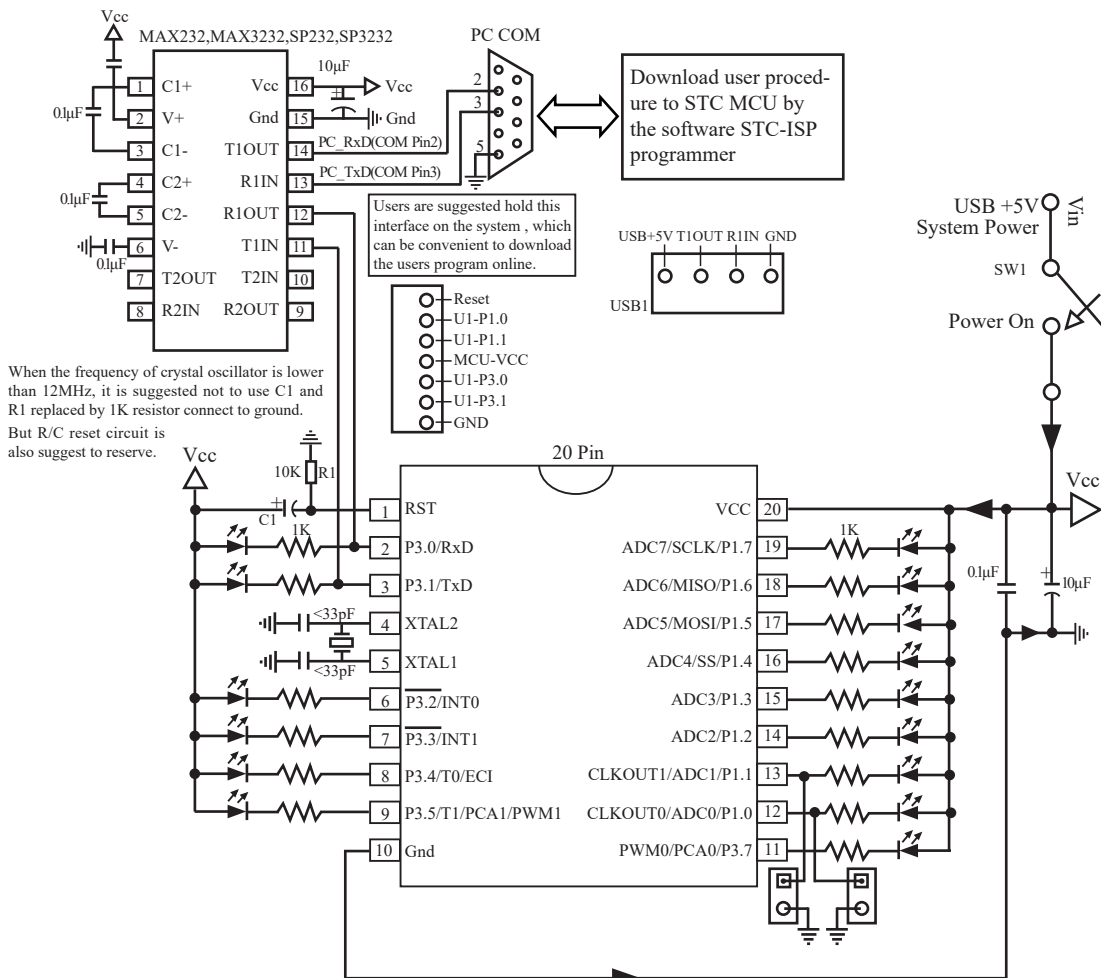 Vcc
MAX232,MAX3232,SP232,SP3232
PC COM
1 C1+
2 V+
3 C1-
4 C2+
5 C2-
6 V-
7 T2OUT
8 R2IN
Vcc 16
Gnd 15
T1OUT 14
R1IN 13
R1OUT 12
T1IN 11
T2IN 10
R2OUT 9
0.1µF
0.1µF
0.1µF
10µF
+
Vcc
Gnd
PC_RxD(COM Pin2)
PC_TxD(COM Pin3)
2
3
5
Download user proced-
ure to STC MCU by
the software STC-ISP
programmer
Users are suggested hold this
interface on the system , which
can be convenient to download
the users program online.
USB+5V T1OUT R1IN GND
USB1
USB +5V
System Power
Vin
SW1
Power On
Reset
U1-P1.0
U1-P1.1
MCU-VCC
U1-P3.0
U1-P3.1
GND
When the frequency of crystal oscillator is lower
than 12MHz, it is suggested not to use C1 and
R1 replaced by 1K resistor connect to ground.
But R/C reset circuit is
also suggest to reserve.
Vcc
10K R1
+
C1
1K
<33pF
<33pF
20 Pin
1 RST
2 P3.0/RxD
3 P3.1/TxD
4 XTAL2
5 XTAL1
6 P3.2/INT0
7 P3.3/INT1
8 P3.4/T0/ECI
9 P3.5/T1/PCA1/PWM1
10 Gnd
VCC 20
ADC7/SCLK/P1.7 19
ADC6/MISO/P1.6 18
ADC5/MOSI/P1.5 17
ADC4/SS/P1.4 16
ADC3/P1.3 15
ADC2/P1.2 14
CLKOUT1/ADC1/P1.1 13
CLKOUT0/ADC0/P1.0 12
PWM0/PCA0/P3.7 11
1K
Vcc
0.1µF
+
10µF